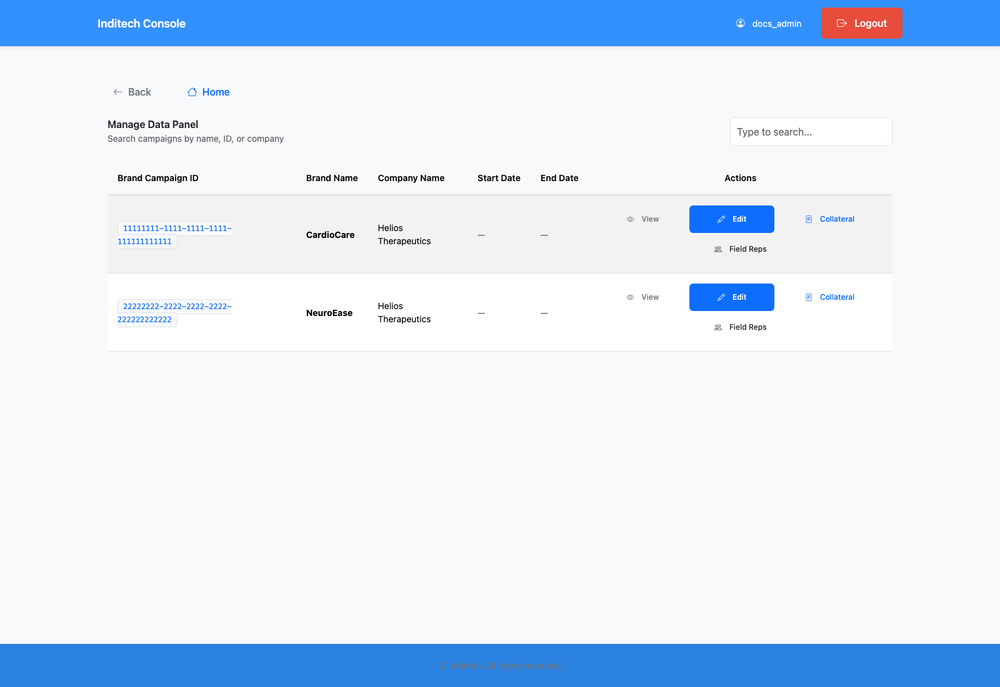 Inditech Console
docs_admin
Logout
Back
Home
Manage Data Panel
Search campaigns by name, ID, or company
Type to search...
Brand Campaign ID
Brand Name
Company Name
Start Date
End Date
Actions
11111111-1111-1111-1111-
111111111111
CardioCare
Helios
Therapeutics
—
—
View
Edit
Collateral
Field Reps
22222222-2222-2222-2222-
222222222222
NeuroEase
Helios
Therapeutics
—
—
View
Edit
Collateral
Field Reps
© Inditech. All rights reserved.